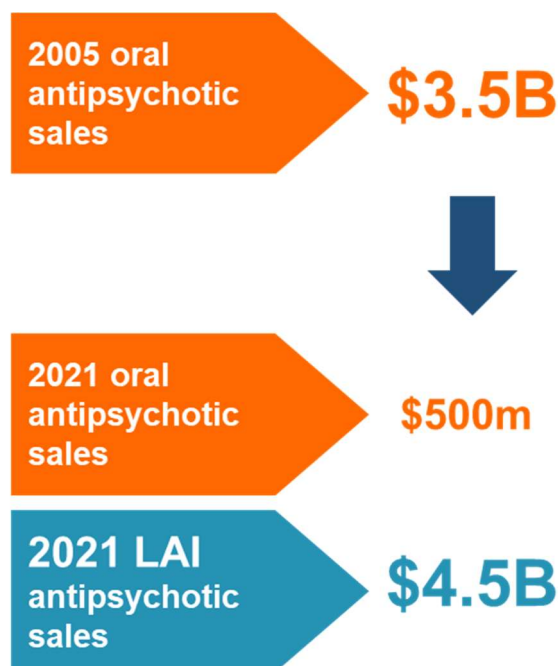 2005 oral
antipsychotic
sales
$3.5B
2021 oral
antipsychotic
sales
$500m
2021 LAI
antipsychotic
sales
$4.5B